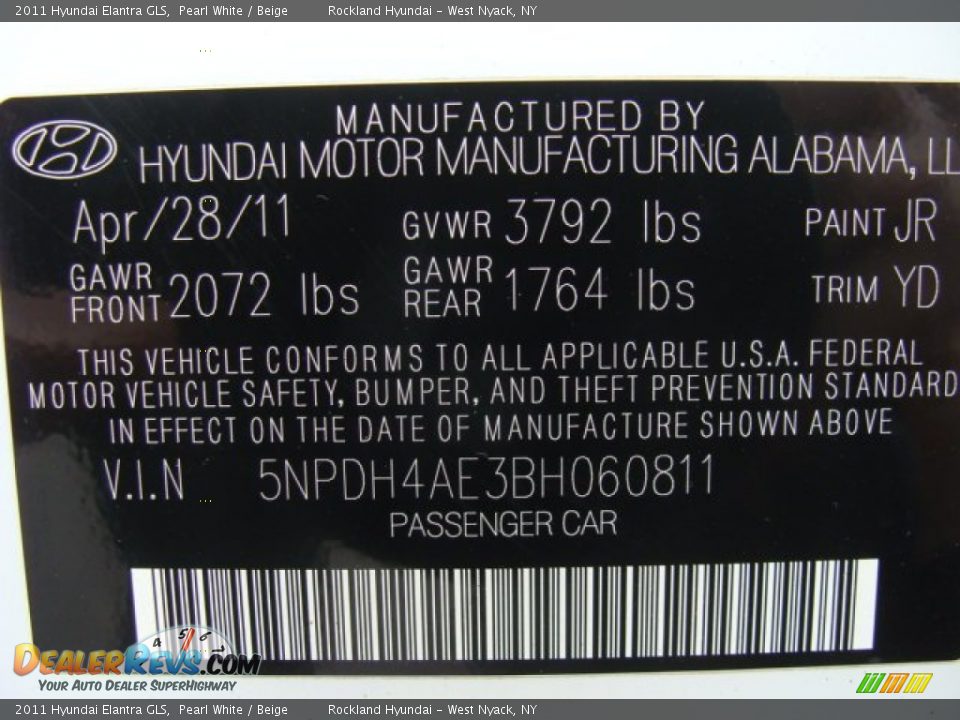 2011 Hyundai Elantra GLS, Pearl White / Beige Rockland Hyundai - West Nyack, NY
MANUFACTURED BY
HYUNDAI MOTOR MANUFACTURING ALABAMA, LL
Apr/28/11 GVWR 3792 lbs PAINT JR
GAWR FRONT 2072 lbs GAWR REAR 1764 lbs TRIM YD
THIS VEHICLE CONFORMS TO ALL APPLICABLE U.S.A. FEDERAL
MOTOR VEHICLE SAFETY, BUMPER, AND THEFT PREVENTION STANDARD
IN EFFECT ON THE DATE OF MANUFACTURE SHOWN ABOVE
V.I.N 5NPDH4AE3BH060811
PASSENGER CAR
4 5 6 7
DEALERREVS.COM
YOUR AUTO DEALER SUPERHIGHWAY
2011 Hyundai Elantra GLS, Pearl White / Beige Rockland Hyundai - West Nyack, NY